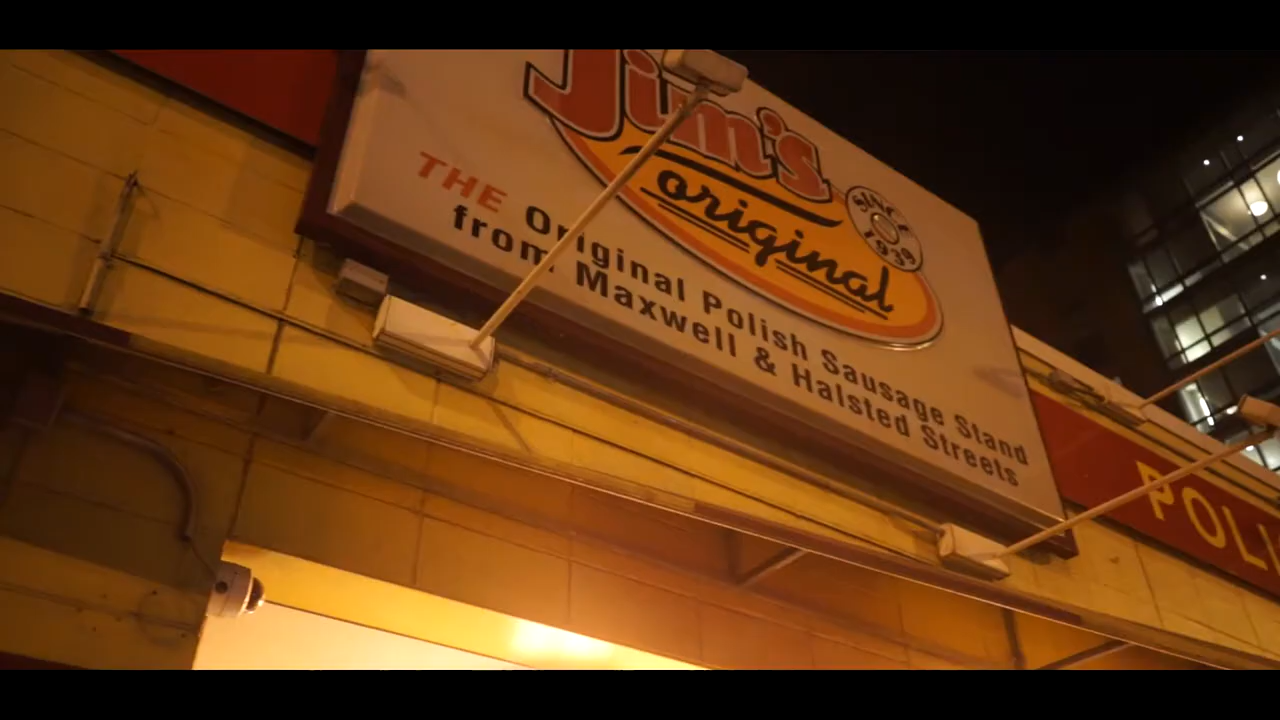 Jim's
original
SINCE
1939
THE Original Polish Sausage Stand
from Maxwell & Halsted Streets
POLI